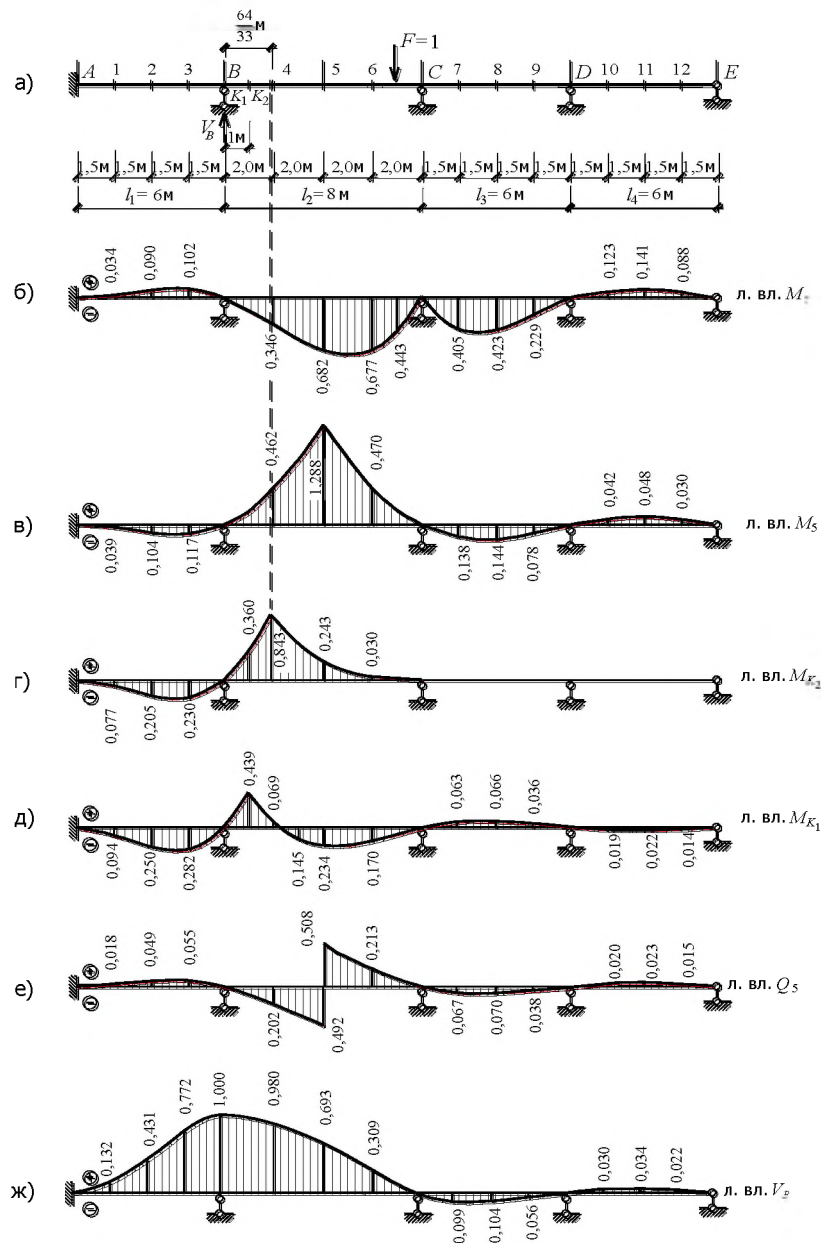 64
33 м
F=1
а)
A 1 2 3 B 4 5 6 C 7 8 9 D 10 11 12 E
K₁ K₂
V_B
1м
1,5м 1,5м 1,5м 1,5м 2,0м 2,0м 2,0м 2,0м 1,5м 1,5м 1,5м 1,5м 1,5м 1,5м 1,5м 1,5м
l₁= 6м l₂= 8м l₃= 6м l₄= 6м
б)
+
−
0,034 0,090 0,102 0,346 0,682 0,677 0,443 0,405 0,423 0,229 0,123 0,141 0,088
л. вл. M
в)
+
−
0,039 0,104 0,117 0,462 1.288 0,470 0,138 0,144 0,078 0,042 0,048 0,030
л. вл. M₅
г)
+
−
0,077 0,205 0,230 0,360 0,843 0,243 0,030
л. вл. M_K₂
д)
+
−
0,094 0,250 0,282 0,439 0,069 0,145 0,234 0,170 0,063 0,066 0,036 0,019 0,022 0,014
л. вл. M_K₁
е)
+
−
0,018 0,049 0,055 0,202 0,492 0,508 0,213 0,067 0,070 0,038 0,020 0,023 0,015
л. вл. Q₅
ж)
+
−
0,132 0,431 0,772 1,000 0,980 0,693 0,309 0,099 0,104 0,056 0,030 0,034 0,022
л. вл. V_B